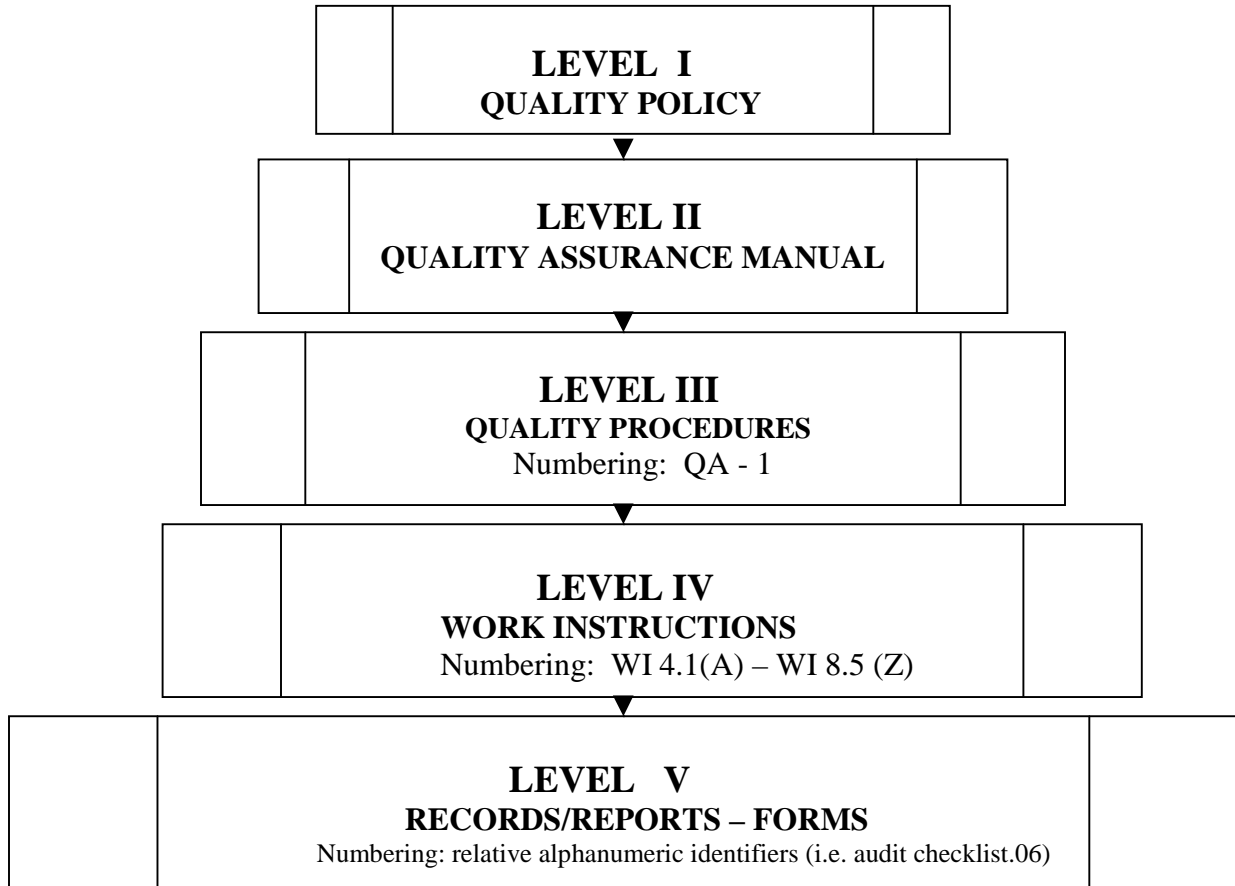 LEVEL I
QUALITY POLICY
LEVEL II
QUALITY ASSURANCE MANUAL
LEVEL III
QUALITY PROCEDURES
Numbering: QA - 1
LEVEL IV
WORK INSTRUCTIONS
Numbering: WI 4.1(A) – WI 8.5 (Z)
LEVEL V
RECORDS/REPORTS – FORMS
Numbering: relative alphanumeric identifiers (i.e. audit checklist.06)